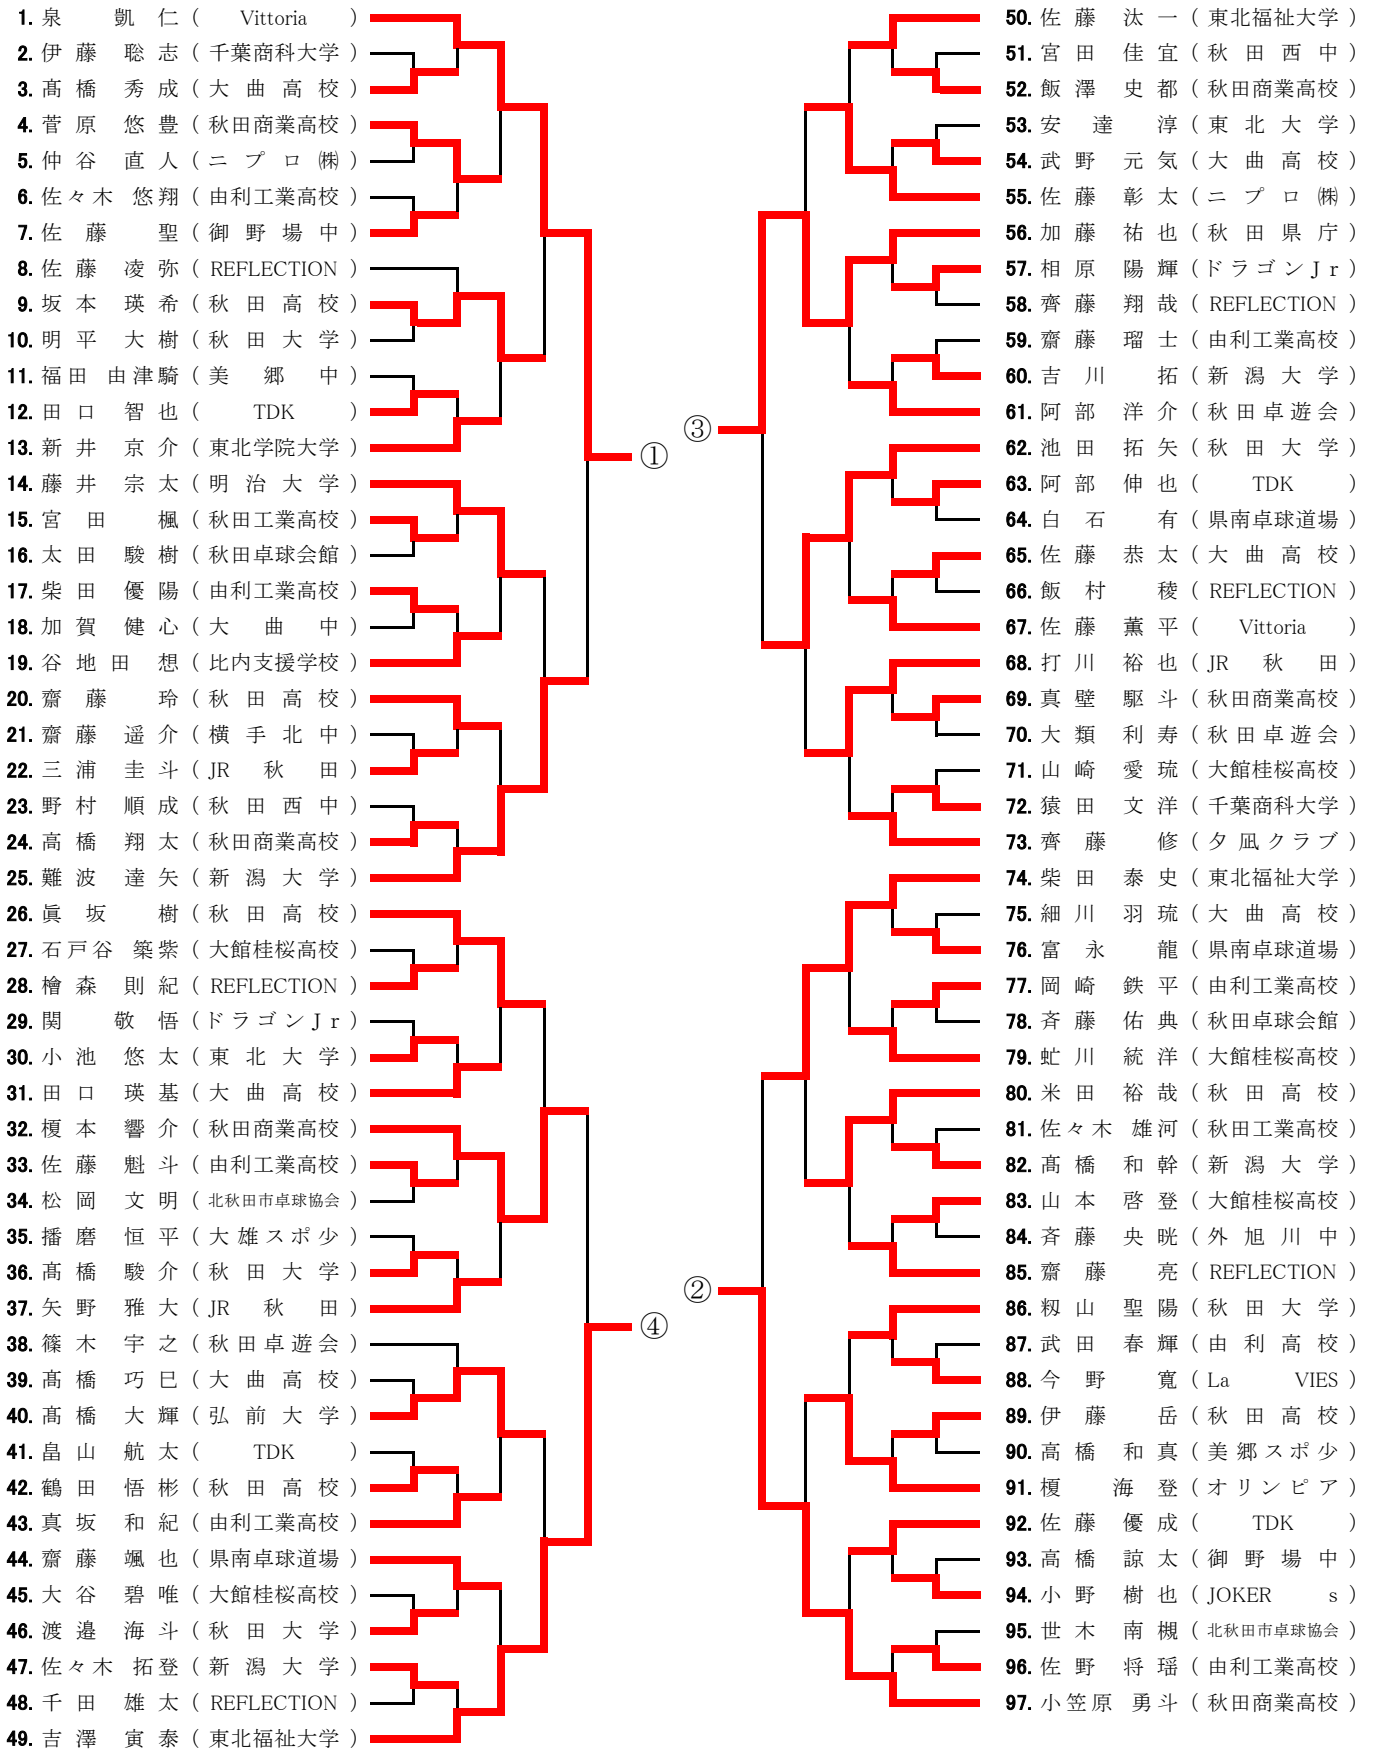 1. 泉 凱仁 ( Vittoria )
2. 伊藤 聡志 ( 千葉商科大学 )
3. 髙橋 秀成 ( 大曲高校 )
4. 菅原 悠豊 ( 秋田商業高校 )
5. 仲谷 直人 ( ニプロ ㈱ )
6. 佐々木 悠翔 ( 由利工業高校 )
7. 佐藤 聖 ( 御野場中 )
8. 佐藤 凌弥 ( REFLECTION )
9. 坂本 瑛希 ( 秋田高校 )
10. 明平 大樹 ( 秋田大学 )
11. 福田 由津騎 ( 美郷中 )
12. 田口 智也 ( TDK )
13. 新井 京介 ( 東北学院大学 )
14. 藤井 宗太 ( 明治大学 )
15. 宮田 楓 ( 秋田工業高校 )
16. 太田 駿樹 ( 秋田卓球会館 )
17. 柴田 優陽 ( 由利工業高校 )
18. 加賀 健心 ( 大曲中 )
19. 谷地田 想 ( 比内支援学校 )
20. 齋藤 玲 ( 秋田高校 )
21. 齋藤 遥介 ( 横手北中 )
22. 三浦 圭斗 ( JR 秋田 )
23. 野村 順成 ( 秋田西中 )
24. 高橋 翔太 ( 秋田商業高校 )
25. 難波 達矢 ( 新潟大学 )
26. 眞坂 樹 ( 秋田高校 )
27. 石戸谷 築紫 ( 大館桂桜高校 )
28. 檜森 則紀 ( REFLECTION )
29. 関 敬悟 ( ドラゴンJr )
30. 小池 悠太 ( 東北大学 )
31. 田口 瑛基 ( 大曲高校 )
32. 榎本 響介 ( 秋田商業高校 )
33. 佐藤 魁斗 ( 由利工業高校 )
34. 松岡 文明 ( 北秋田市卓球協会 )
35. 播磨 恒平 ( 大雄スポ少 )
36. 髙橋 駿介 ( 秋田大学 )
37. 矢野 雅大 ( JR 秋田 )
38. 篠木 宇之 ( 秋田卓遊会 )
39. 髙橋 巧巳 ( 大曲高校 )
40. 髙橋 大輝 ( 弘前大学 )
41. 畠山 航太 ( TDK )
42. 鶴田 悟彬 ( 秋田高校 )
43. 真坂 和紀 ( 由利工業高校 )
44. 齋藤 颯也 ( 県南卓球道場 )
45. 大谷 碧唯 ( 大館桂桜高校 )
46. 渡邉 海斗 ( 秋田大学 )
47. 佐々木 拓登 ( 新潟大学 )
48. 千田 雄太 ( REFLECTION )
49. 吉澤 寅泰 ( 東北福祉大学 )
①
④
③
②
50. 佐藤 汰一 ( 東北福祉大学 )
51. 宮田 佳宜 ( 秋田西中 )
52. 飯澤 史都 ( 秋田商業高校 )
53. 安達 淳 ( 東北大学 )
54. 武野 元気 ( 大曲高校 )
55. 佐藤 彰太 ( ニプロ ㈱ )
56. 加藤 祐也 ( 秋田県庁 )
57. 相原 陽輝 ( ドラゴンJr )
58. 齊藤 翔哉 ( REFLECTION )
59. 齋藤 瑠士 ( 由利工業高校 )
60. 吉川 拓 ( 新潟大学 )
61. 阿部 洋介 ( 秋田卓遊会 )
62. 池田 拓矢 ( 秋田大学 )
63. 阿部 伸也 ( TDK )
64. 白石 有 ( 県南卓球道場 )
65. 佐藤 恭太 ( 大曲高校 )
66. 飯村 稜 ( REFLECTION )
67. 佐藤 薫平 ( Vittoria )
68. 打川 裕也 ( JR 秋田 )
69. 真壁 駆斗 ( 秋田商業高校 )
70. 大類 利寿 ( 秋田卓遊会 )
71. 山崎 愛琉 ( 大館桂桜高校 )
72. 猿田 文洋 ( 千葉商科大学 )
73. 齊藤 修 ( 夕凪クラブ )
74. 柴田 泰史 ( 東北福祉大学 )
75. 細川 羽琉 ( 大曲高校 )
76. 富永 龍 ( 県南卓球道場 )
77. 岡崎 鉄平 ( 由利工業高校 )
78. 斉藤 佑典 ( 秋田卓球会館 )
79. 虻川 統洋 ( 大館桂桜高校 )
80. 米田 裕哉 ( 秋田高校 )
81. 佐々木 雄河 ( 秋田工業高校 )
82. 髙橋 和幹 ( 新潟大学 )
83. 山本 啓登 ( 大館桂桜高校 )
84. 斉藤 央晄 ( 外旭川中 )
85. 齋藤 亮 ( REFLECTION )
86. 籾山 聖陽 ( 秋田大学 )
87. 武田 春輝 ( 由利高校 )
88. 今野 寛 ( La VIES )
89. 伊藤 岳 ( 秋田高校 )
90. 高橋 和真 ( 美郷スポ少 )
91. 榎 海登 ( オリンピア )
92. 佐藤 優成 ( TDK )
93. 高橋 諒太 ( 御野場中 )
94. 小野 樹也 ( JOKER s )
95. 世木 南槻 ( 北秋田市卓球協会 )
96. 佐野 将瑶 ( 由利工業高校 )
97. 小笠原 勇斗 ( 秋田商業高校 )